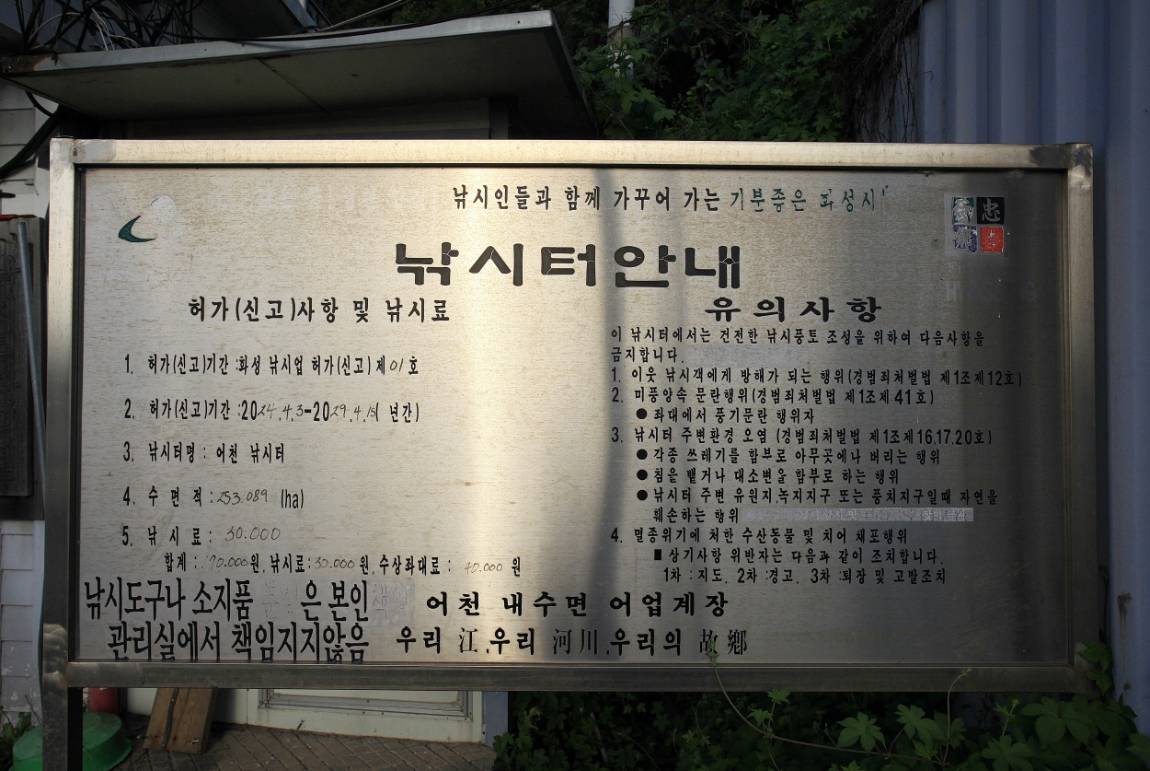 낚시인들과 함께 가꾸어 가는 기분좋은 화성시
忠
낚시터안내
허가(신고)사항 및 낚시료
1. 허가(신고)기간 :화성 낚시업 허가(신고) 제01호
2. 허가(신고)기간 :2024.4.3-2029.4.15( 년간)
3. 낚시터명 : 어천 낚시터
4. 수 면 적 : 253.089 (ha)
5. 낚 시 료 : 30.000
합계 : 70.000원, 낚시료: 30.000 원, 수상좌대료 : 40.000 원
낚시도구나 소지품 은 본인
관리실에서 책임지지않음
유의사항
이 낚시터에서는 건전한 낚시풍토 조성을 위하여 다음사항을
금지합니다.
1. 이웃 낚시객에게 방해가 되는 행위(경범죄처벌법 제1조제12호)
2. 미풍양속 문란행위(경범죄처벌법 제1조제41호)
● 좌대에서 풍기문란 행위자
3. 낚시터 주변환경 오염 (경범죄처벌법 제1조제16.17.20호)
● 각종 쓰레기를 함부로 아무곳에나 버리는 행위
● 침을 뱉거나 대소변을 함부로 하는 행위
● 낚시터 주변 유원지,녹지지구 또는 풍치지구일때 자연을
훼손하는 행위
4. 멸종위기에 처한 수산동물 및 치어 채포행위
■ 상기사항 위반자는 다음과 같이 조치합니다.
1차 : 지도, 2차 :경고, 3차 :퇴장 및 고발조치
어천 내수면 어업계장
우리 江,우리 河川,우리의 故鄕